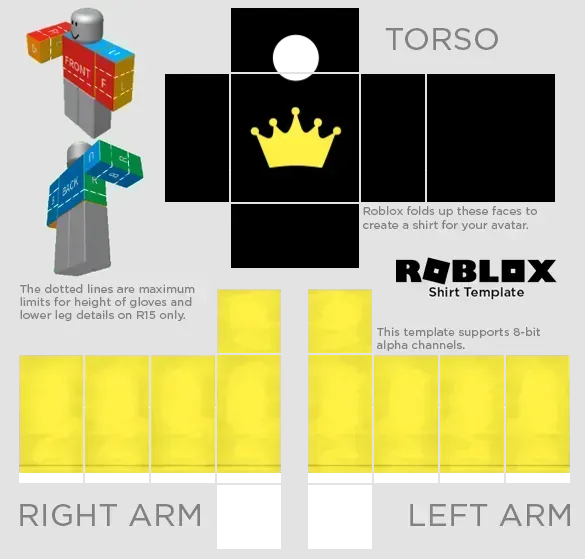 TORSO
FRONT
F
L
U
BACK
U
R
B
Roblox folds up these faces to
create a shirt for your avatar.
ROBLOX
Shirt Template
The dotted lines are maximum
limits for height of gloves and
lower leg details on R15 only.
This template supports 8-bit
alpha channels.
RIGHT ARM
LEFT ARM